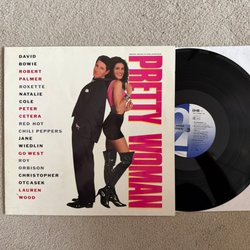 DAVID
BOWIE
ROBERT
PALMER
ROXETTE
NATALIE
COLE
PETER
CETERA
RED HOT
CHILI PEPPERS
JANE
WIEDLIN
GO WEST
ROY
ORBISON
CHRISTOPHER
OTCASEK
LAUREN
WOOD
PRETTY WOMAN
2